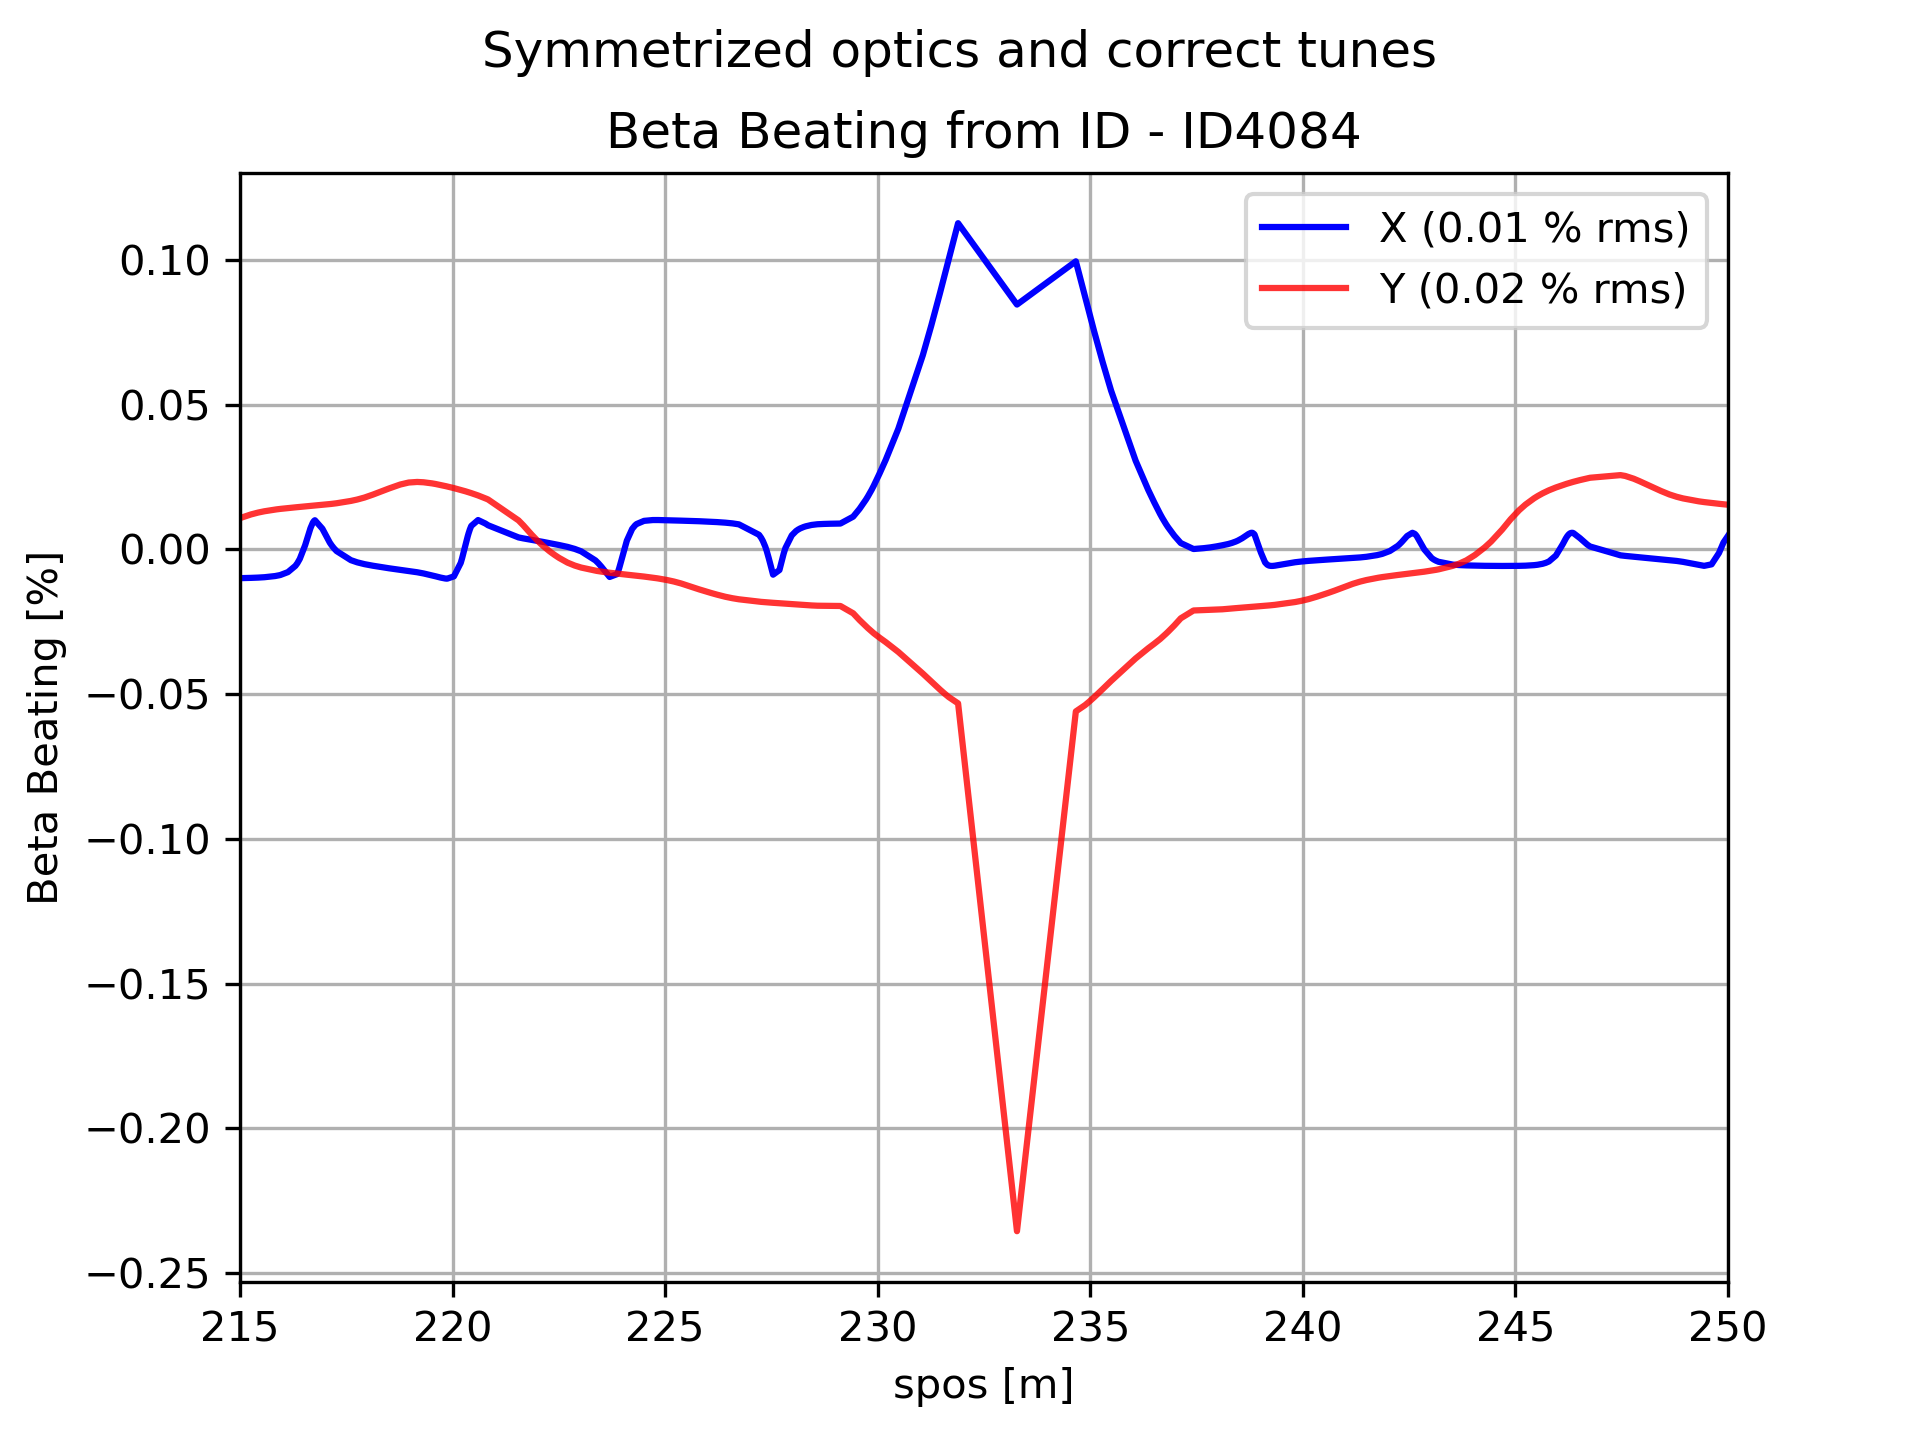 Symmetrized optics and correct tunes
Beta Beating from ID - ID4084
X (0.01 % rms)
Y (0.02 % rms)
Beta Beating [%]
0.10
0.05
0.00
−0.05
−0.10
−0.15
−0.20
−0.25
215 220 225 230 235 240 245 250
spos [m]